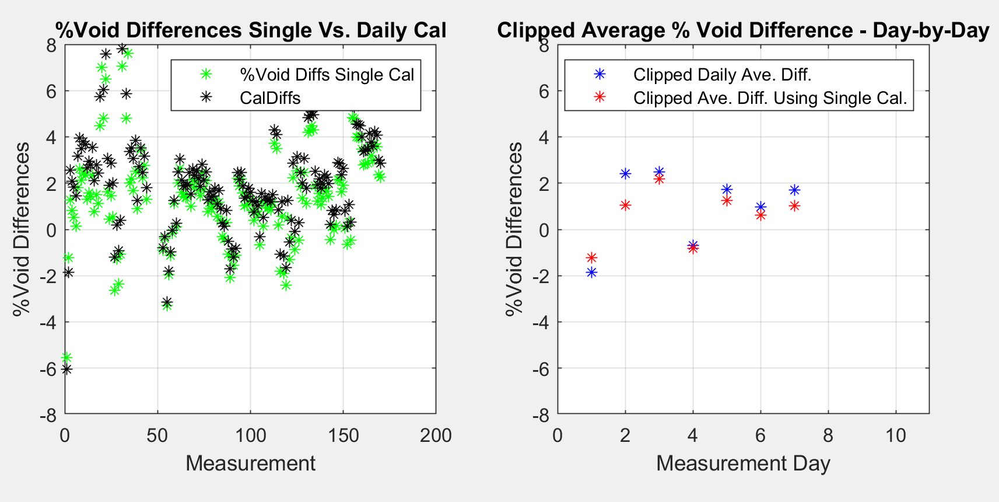 %Void Differences Single Vs. Daily Cal
8
6
4
2
0
-2
-4
-6
-8
%Void Differences
%Void Diffs Single Cal
CalDiffs
0 50 100 150 200
Measurement
Clipped Average % Void Difference - Day-by-Day
8
6
4
2
0
-2
-4
-6
-8
%Void Differences
Clipped Daily Ave. Diff.
Clipped Ave. Diff. Using Single Cal.
0 2 4 6 8 10
Measurement Day